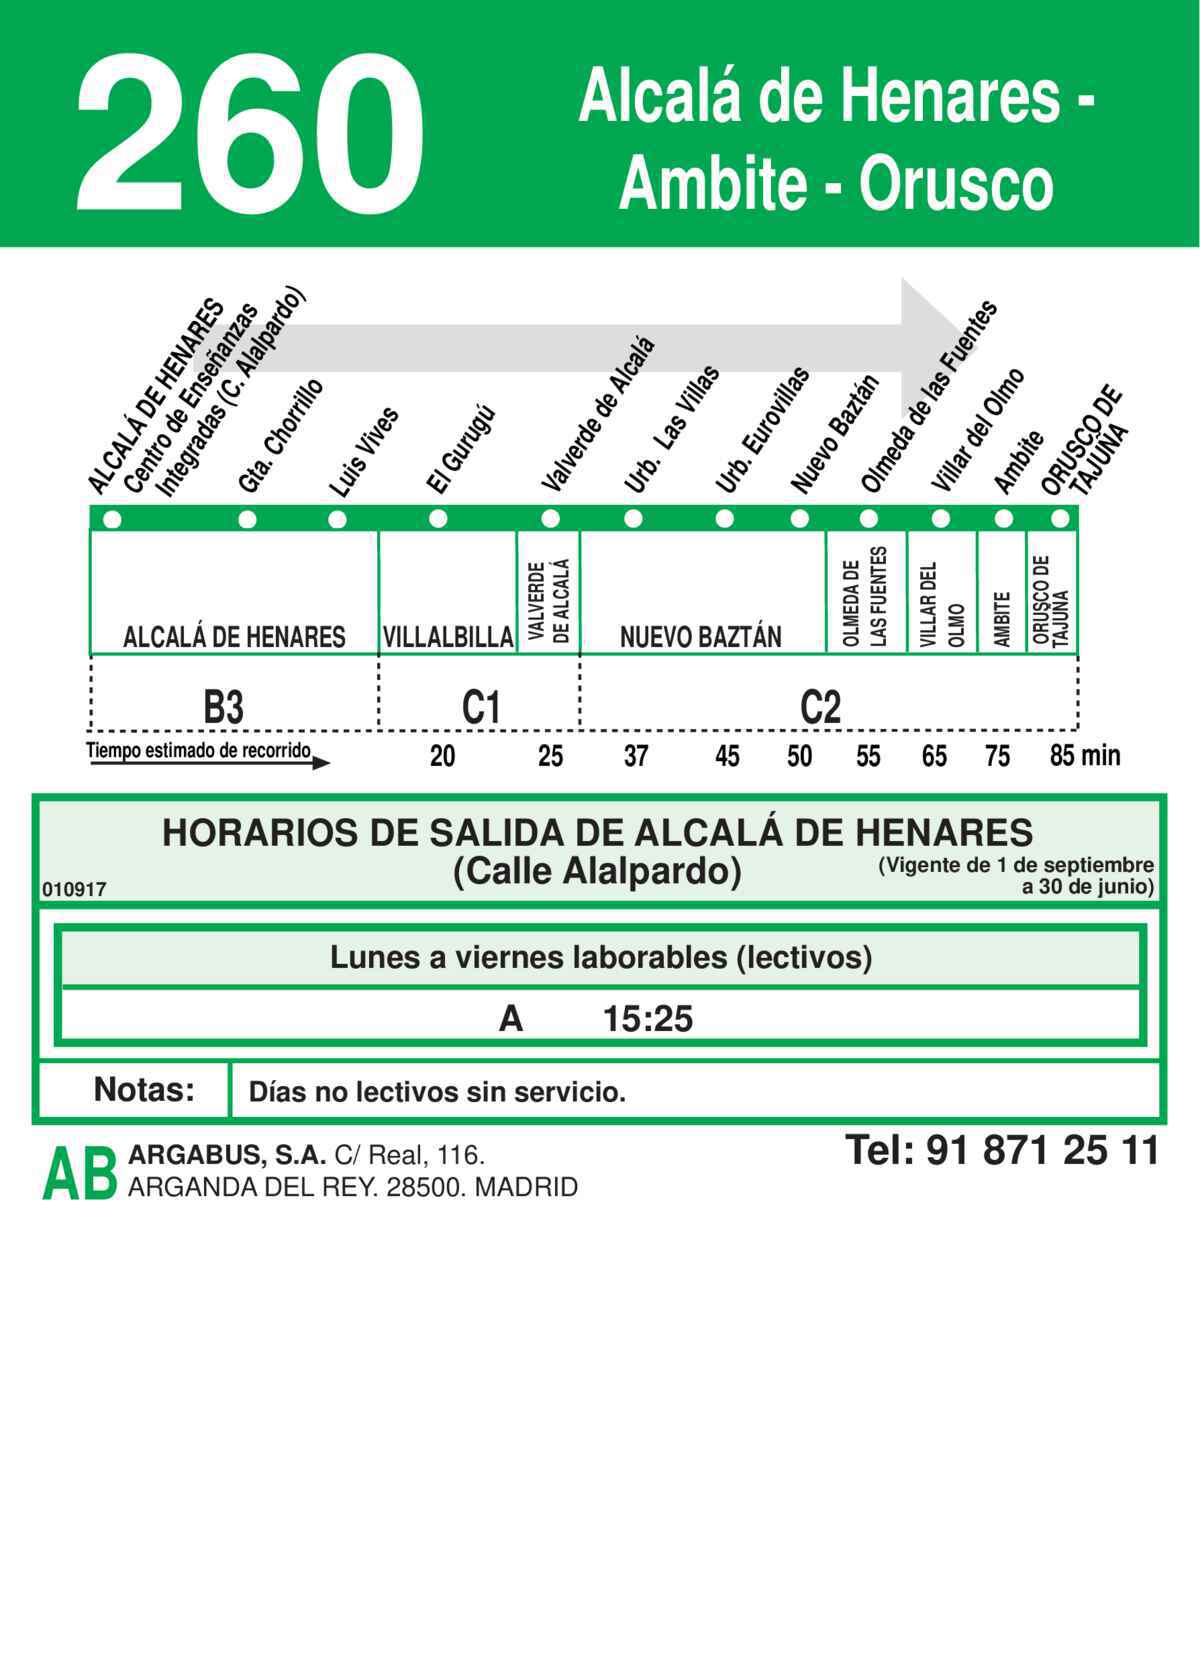 260
Alcalá de Henares -
Ambite - Orusco
ALCALÁ DE HENARES
Centro de Enseñanzas
Integradas (C. Alalpardo)
Gta. Chorrillo
Luis Vives
El Gurugú
Valverde de Alcalá
Urb. Las Villas
Urb. Eurovillas
Nuevo Baztán
Olmeda de las Fuentes
Villar del Olmo
Ambite
ORUSCO DE
TAJUÑA
ALCALÁ DE HENARES
VILLALBILLA
VALVERDE
DE ALCALÁ
NUEVO BAZTÁN
OLMEDA DE
LAS FUENTES
VILLAR DEL
OLMO
AMBITE
ORUSCO DE
TAJUÑA
B3 C1 C2
Tiempo estimado de recorrido 20 25 37 45 50 55 65 75 85 min
HORARIOS DE SALIDA DE ALCALÁ DE HENARES
(Calle Alalpardo)
(Vigente de 1 de septiembre
a 30 de junio)
010917
Lunes a viernes laborables (lectivos)
A 15:25
Notas: Días no lectivos sin servicio.
AB
ARGABUS, S.A. C/ Real, 116.
ARGANDA DEL REY. 28500. MADRID
Tel: 91 871 25 11